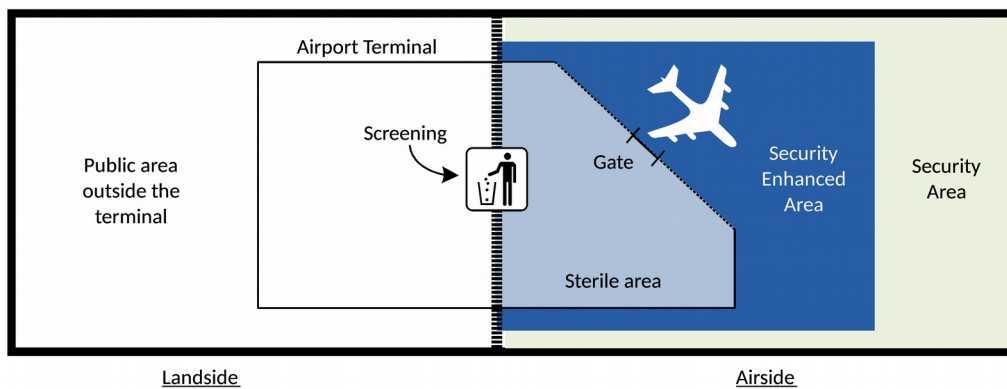 Airport Terminal
Screening
Public area
outside the
terminal
Gate
Security
Enhanced
Area
Security
Area
Sterile area
Landside
Airside